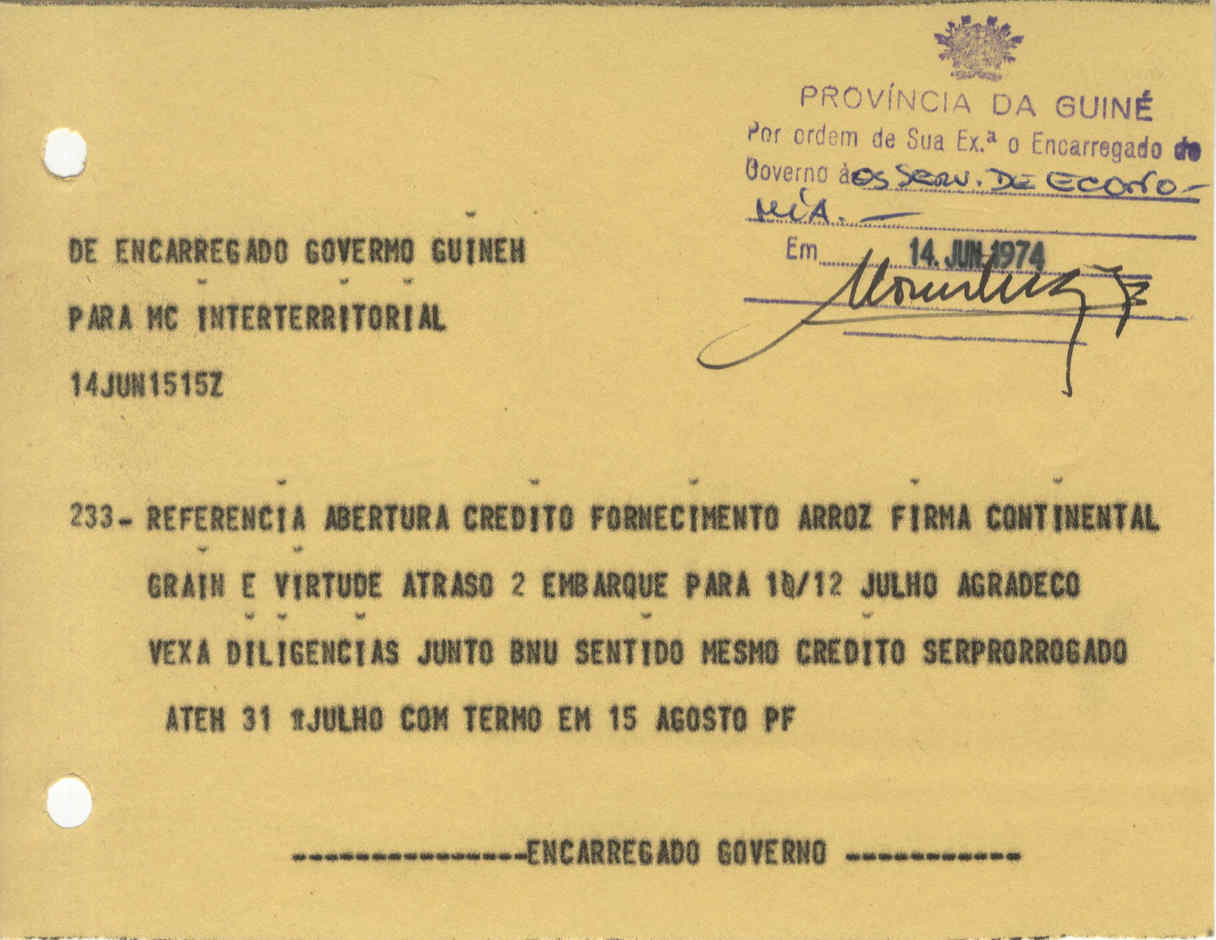 PROVÍNCIA DA GUINÉ
Por ordem de Sua Ex.ª o Encarregado do
Governo àos SERV. DE ECONO-
MIA. —
Em 14. JUN. 1974
DE ENCARREGADO GOVERMO GUINEH
PARA MC INTERTERRITORIAL
14JUN1515Z
233- REFERENCIA ABERTURA CREDITO FORNECIMENTO ARROZ FIRMA CONTINENTAL
GRAIN E VIRTUDE ATRASO 2 EMBARQUE PARA 10/12 JULHO AGRADECO
VEXA DILIGENCIAS JUNTO BNU SENTIDO MESMO CREDITO SERPRORROGADO
ATEH 31 JULHO COM TERMO EM 15 AGOSTO PF
---------------ENCARREGADO GOVERNO -----------